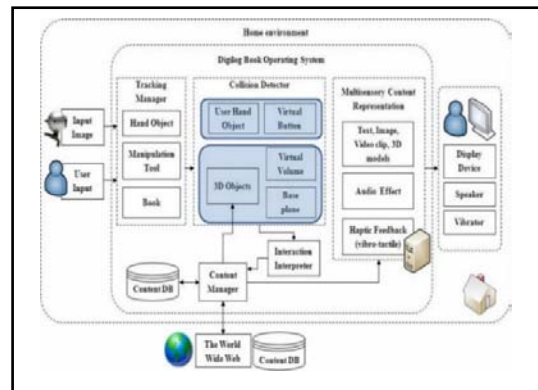 Home environment
Digilog Book Operating System
Tracking
Manager
Hand Object
Manipulation
Tool
Book
Collision Detector
User Hand
Object
Virtual
Button
3D Objects
Virtual
Volume
Base
plane
Multisensory Content
Representation
Text, Image,
Video clip, 3D
models
Audio Effect
Haptic Feedback
(vibro-tactile)
Input
Image
User
Input
Display
Device
Speaker
Vibrator
Interaction
Interpreter
Content
Manager
Content DB
The World
Wide Web
Content DB